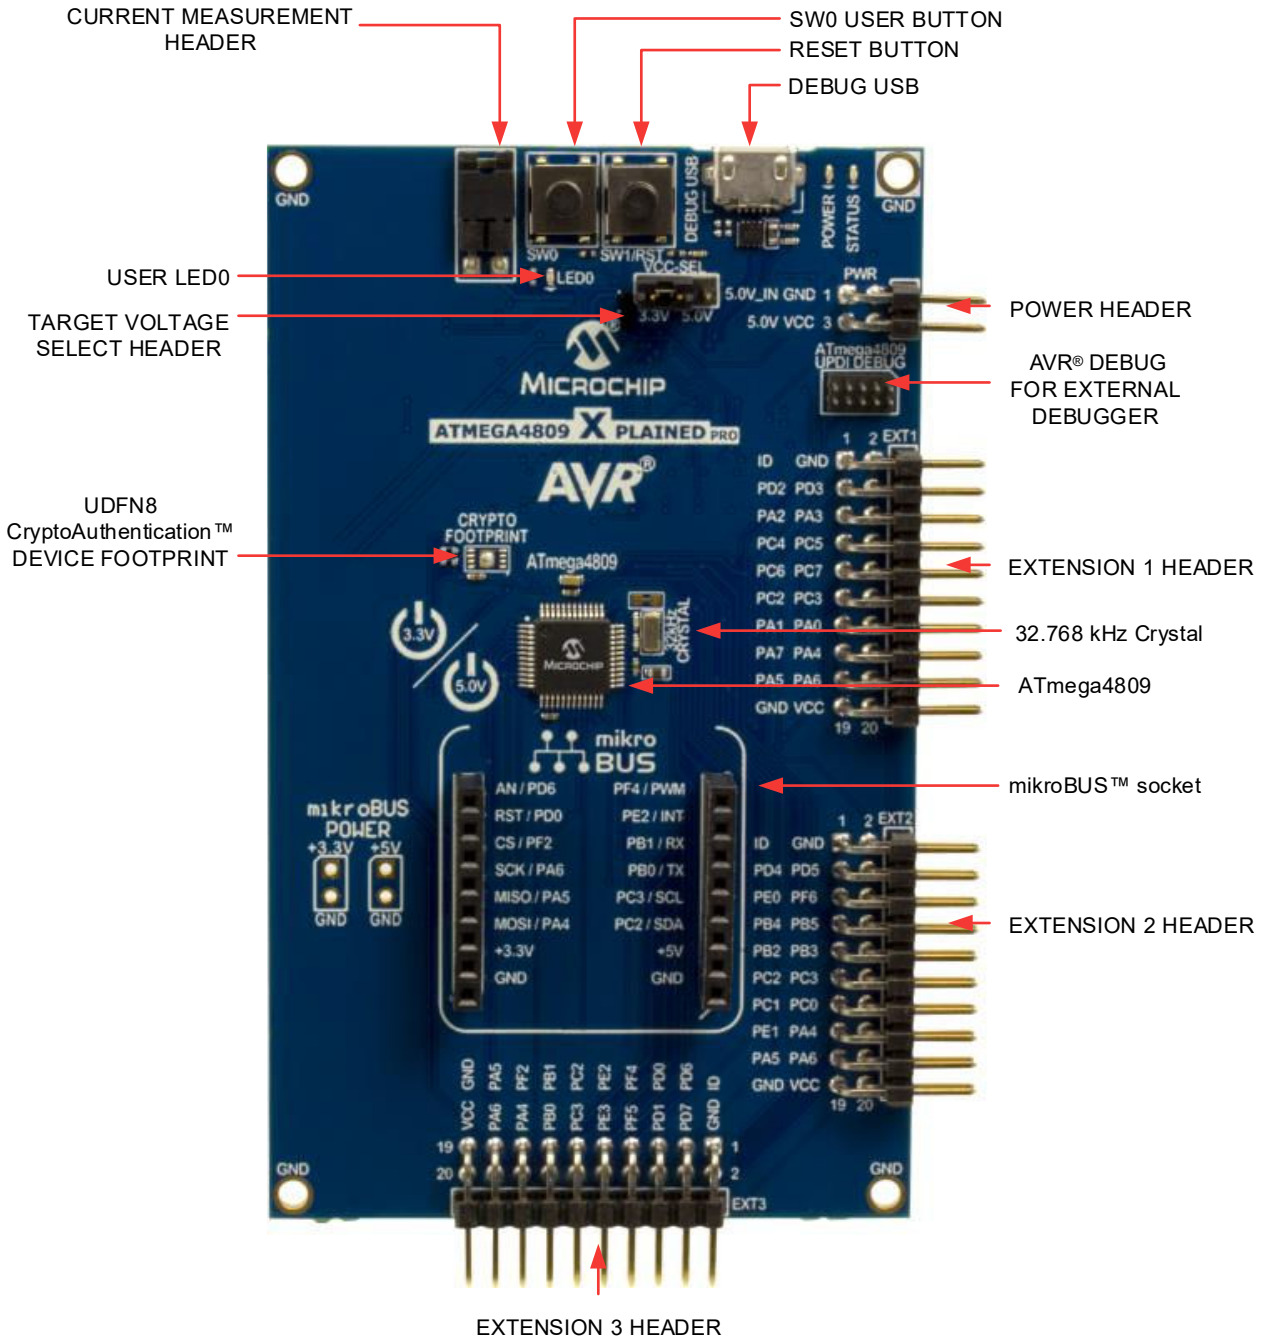 CURRENT MEASUREMENT
HEADER
SW0 USER BUTTON
RESET BUTTON
DEBUG USB
GND
DEBUG USB
POWER
STATUS
GND
SW0
SW1/RST
USER LED0
LED0
VCC-SEL
3.3V 5.0V
PWR
5.0V_IN GND 1
5.0V VCC 3
POWER HEADER
TARGET VOLTAGE
SELECT HEADER
MICROCHIP
ATmega4809
UPDI DEBUG
AVR® DEBUG
FOR EXTERNAL
DEBUGGER
ATMEGA4809 XPLAINED PRO
AVR®
1 2 EXT1
ID GND
PD2 PD3
PA2 PA3
PC4 PC5
PC6 PC7
PC2 PC3
PA1 PA0
PA7 PA4
PA5 PA6
GND VCC
19 20
EXTENSION 1 HEADER
UDFN8
CryptoAuthentication™
DEVICE FOOTPRINT
CRYPTO
FOOTPRINT
ATmega4809
3.3V
5.0V
MICROCHIP
32kHz
CRYSTAL
32.768 kHz Crystal
ATmega4809
mikro
BUS
mikroBUS™ socket
AN / PD6 PF4 / PWM
RST / PD0 PE2 / INT
CS / PF2 PB1 / RX
SCK / PA6 PB0 / TX
MISO / PA5 PC3 / SCL
MOSI / PA4 PC2 / SDA
+3.3V +5V
GND GND
mikroBUS
POWER
+3.3V +5V
GND GND
1 2 EXT2
ID GND
PD4 PD5
PE0 PF6
PB4 PB5
PB2 PB3
PC2 PC3
PC1 PC0
PE1 PA4
PA5 PA6
GND VCC
19 20
EXTENSION 2 HEADER
GND PA5 PF2 PB1 PC2 PE2 PF4 PD0 PD6 ID
VCC PA6 PA4 PB0 PC3 PE3 PF5 PD1 PD7 GND
19 1
20 2
GND
GND
EXT3
EXTENSION 3 HEADER